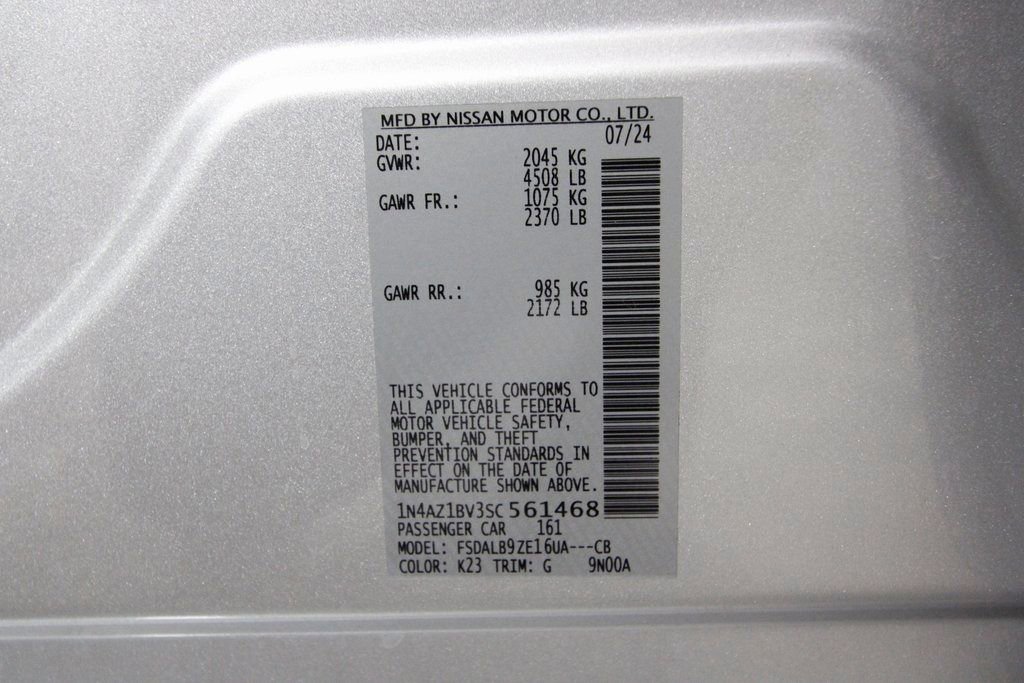 MFD BY NISSAN MOTOR CO., LTD.
DATE: 07/24
GVWR: 2045 KG
4508 LB
GAWR FR.: 1075 KG
2370 LB
GAWR RR.: 985 KG
2172 LB
THIS VEHICLE CONFORMS TO
ALL APPLICABLE FEDERAL
MOTOR VEHICLE SAFETY,
BUMPER, AND THEFT
PREVENTION STANDARDS IN
EFFECT ON THE DATE OF
MANUFACTURE SHOWN ABOVE.
1N4AZ1BV3SC561468
PASSENGER CAR 161
MODEL: FSDALB9ZE16UA---CB
COLOR: K23 TRIM: G 9N00A